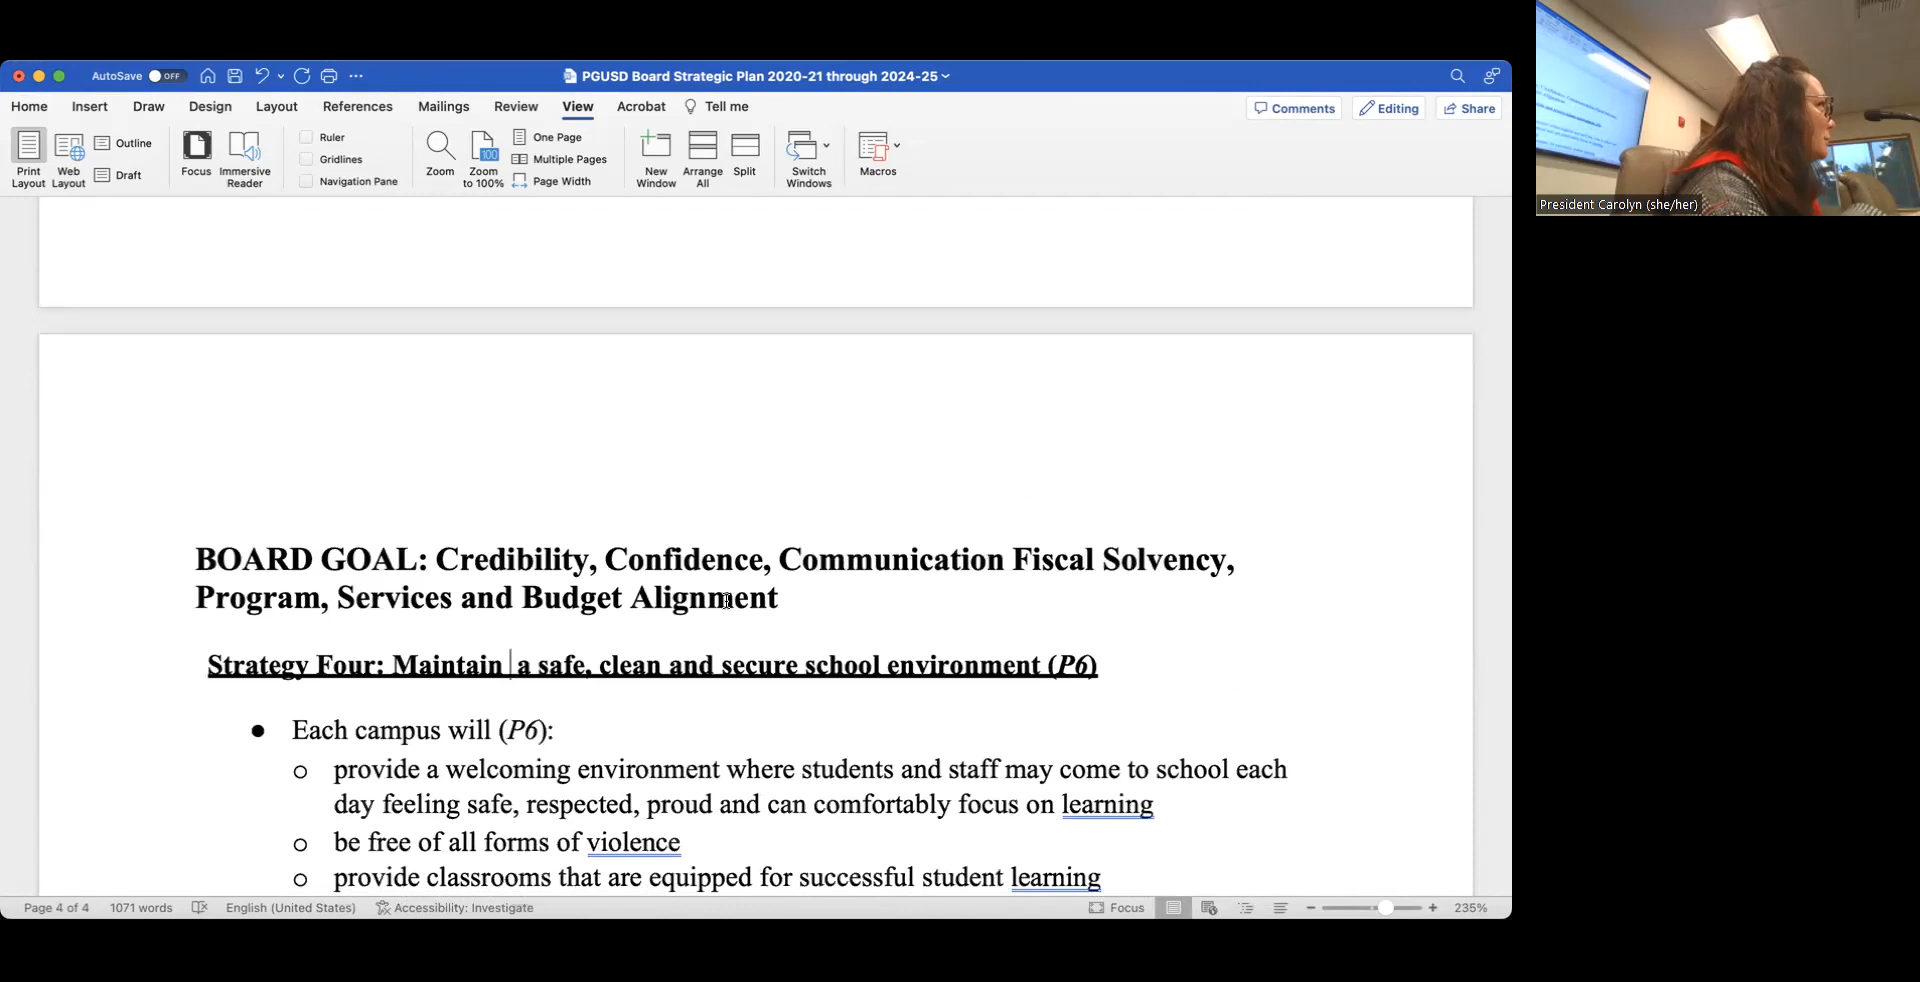 AutoSave OFF
PGUSD Board Strategic Plan 2020-21 through 2024-25
Home Insert Draw Design Layout References Mailings Review View Acrobat Tell me
Comments Editing Share
Print Layout
Web Layout
Outline
Draft
Focus
Immersive Reader
Ruler
Gridlines
Navigation Pane
Zoom
100
Zoom to 100%
One Page
Multiple Pages
Page Width
New Window
Arrange All
Split
Switch Windows
Macros
BOARD GOAL: Credibility, Confidence, Communication Fiscal Solvency,
Program, Services and Budget Alignment
Strategy Four: Maintain a safe, clean and secure school environment (P6)
● Each campus will (P6):
o provide a welcoming environment where students and staff may come to school each
day feeling safe, respected, proud and can comfortably focus on learning
o be free of all forms of violence
o provide classrooms that are equipped for successful student learning
Page 4 of 4 1071 words English (United States) Accessibility: Investigate
Focus 235%
President Carolyn (she/her)